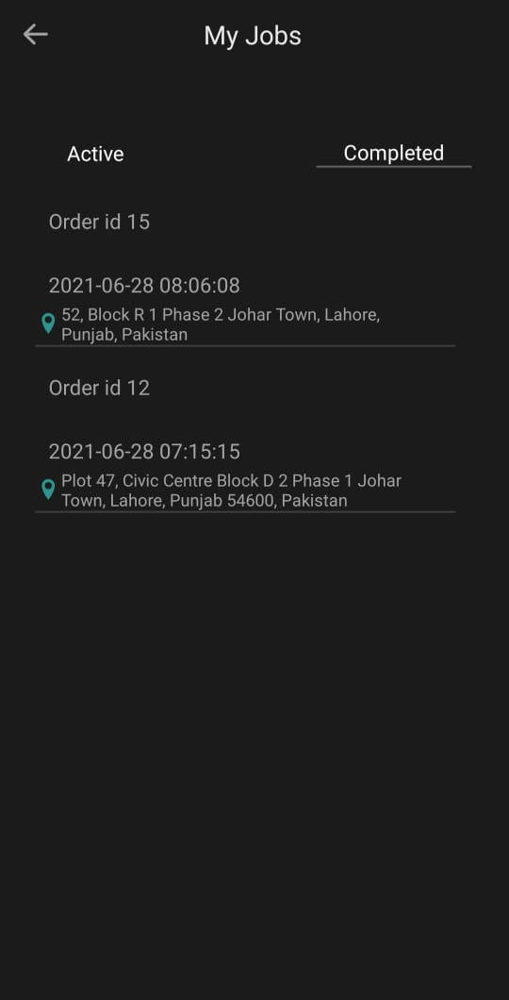 My Jobs
Active
Completed
Order id 15
2021-06-28 08:06:08
52, Block R 1 Phase 2 Johar Town, Lahore,
Punjab, Pakistan
Order id 12
2021-06-28 07:15:15
Plot 47, Civic Centre Block D 2 Phase 1 Johar
Town, Lahore, Punjab 54600, Pakistan